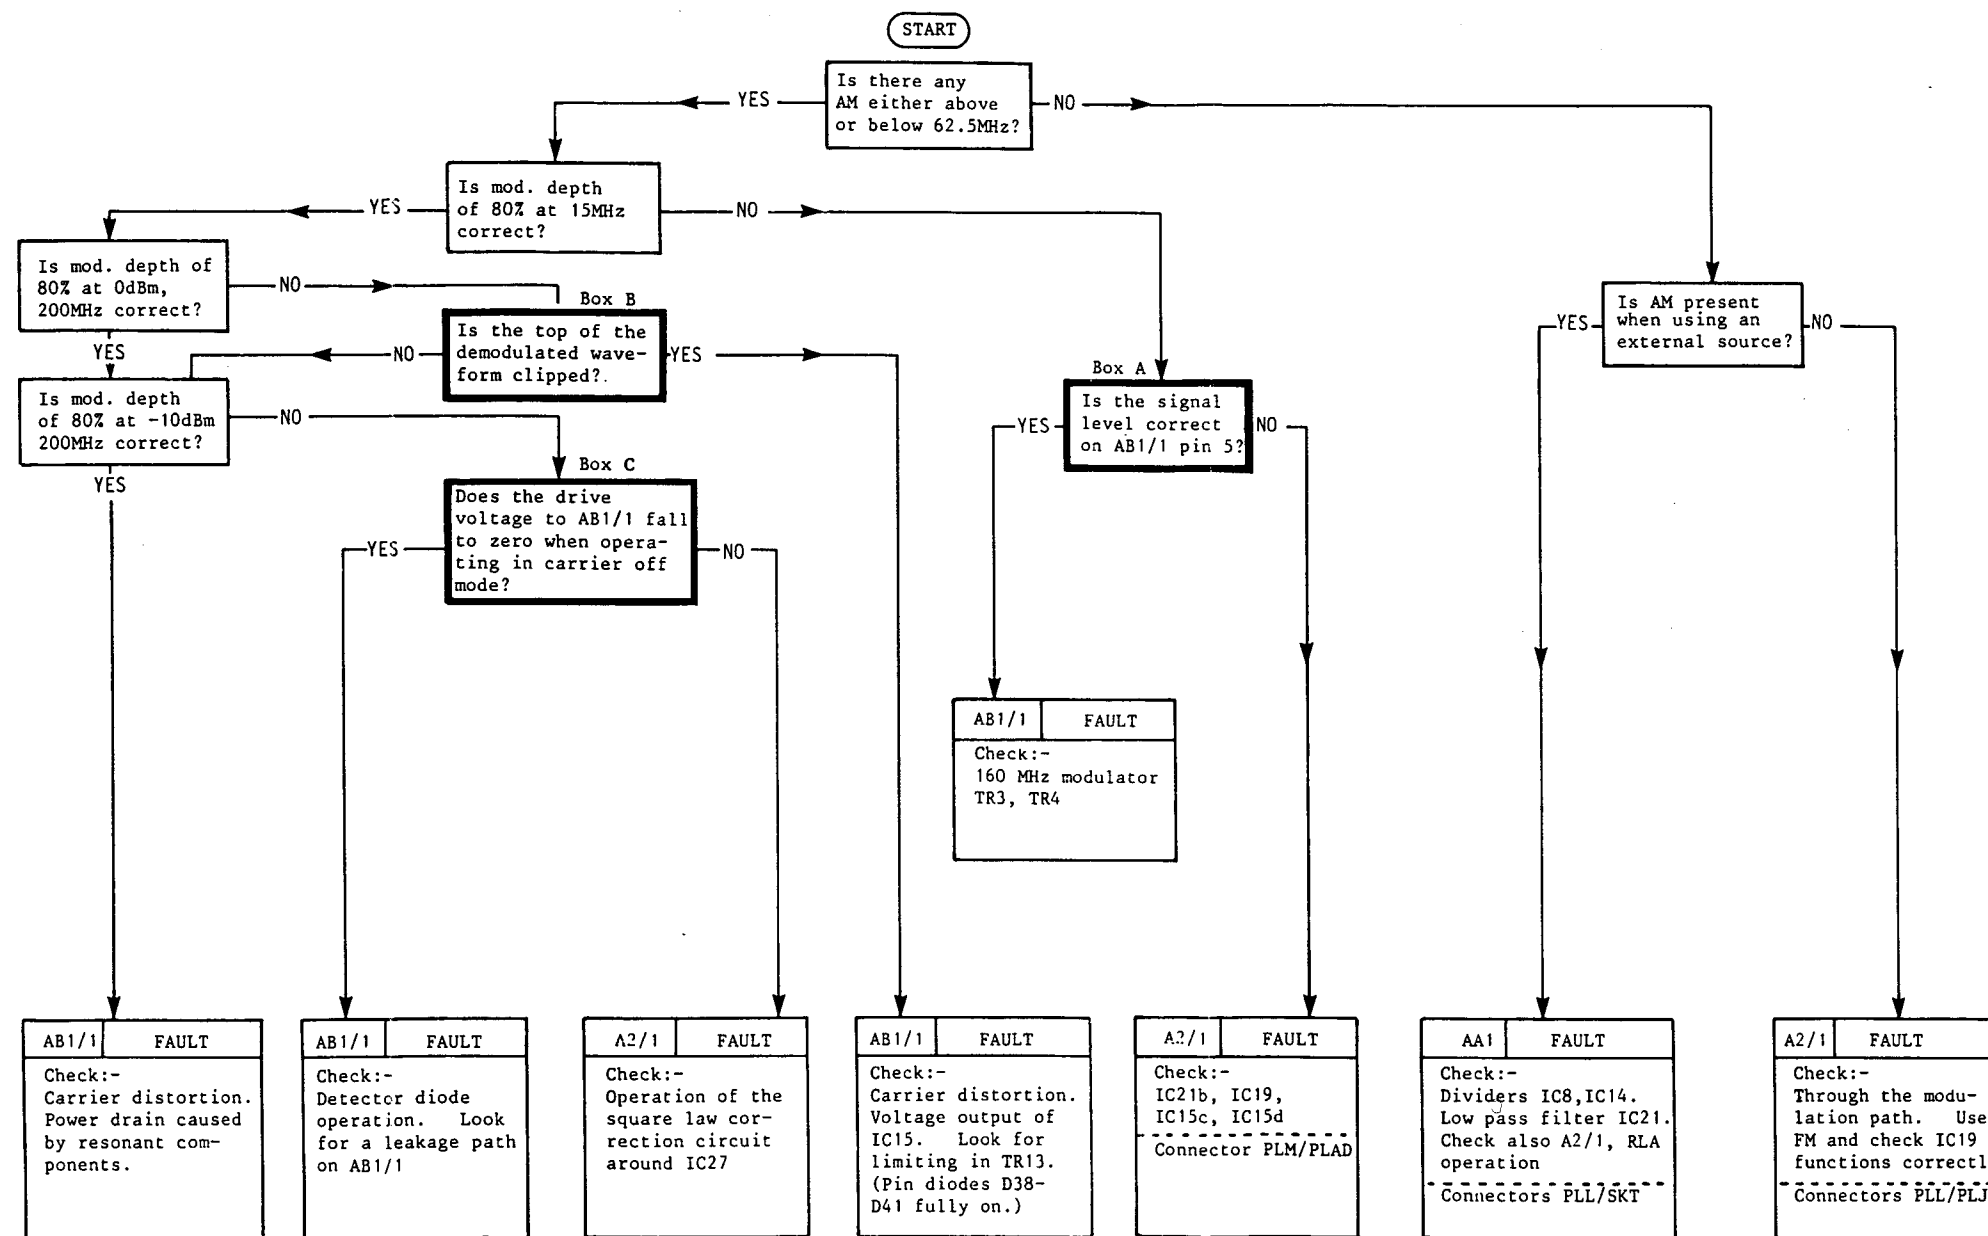 START
Is there any
AM either above
or below 62.5MHz?
YES
NO
Is mod. depth
of 80% at 15MHz
correct?
YES
NO
Is mod. depth of
80% at 0dBm,
200MHz correct?
NO
YES
Box B
Is the top of the
demodulated wave-
form clipped?.
NO
YES
Is mod. depth
of 80% at -10dBm
200MHz correct?
NO
YES
Box C
Does the drive
voltage to AB1/1 fall
to zero when opera-
ting in carrier off
mode?
YES
NO
Box A
Is the signal
level correct
on AB1/1 pin 5?
YES
NO
Is AM present
when using an
external source?
YES
NO
AB1/1 FAULT
Check:-
160 MHz modulator
TR3, TR4
AB1/1 FAULT
Check:-
Carrier distortion.
Power drain caused
by resonant com-
ponents.
AB1/1 FAULT
Check:-
Detector diode
operation. Look
for a leakage path
on AB1/1
A2/1 FAULT
Check:-
Operation of the
square law cor-
rection circuit
around IC27
AB1/1 FAULT
Check:-
Carrier distortion.
Voltage output of
IC15. Look for
limiting in TR13.
(Pin diodes D38-
D41 fully on.)
A2/1 FAULT
Check:-
IC21b, IC19,
IC15c, IC15d
Connector PLM/PLAD
AA1 FAULT
Check:-
Dividers IC8,IC14.
Low pass filter IC21.
Check also A2/1, RLA
operation
Connectors PLL/SKT
A2/1 FAULT
Check:-
Through the modu-
lation path. Use
FM and check IC19
functions correctl
Connectors PLL/PLJ